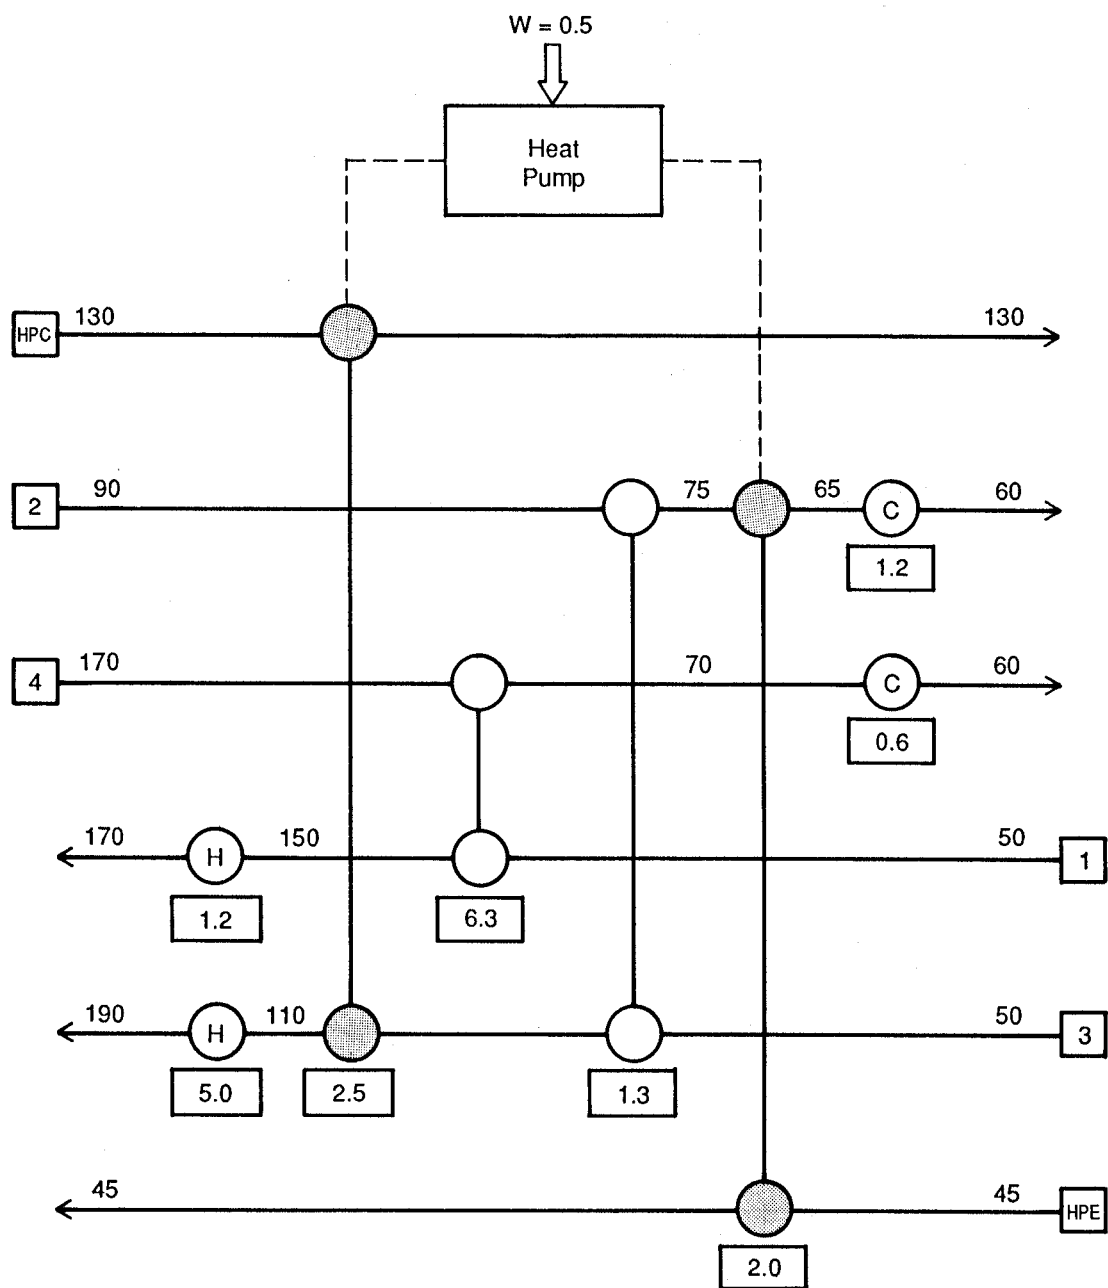 W = 0.5
Heat
Pump
HPC 130 130
2 90 75 65 C 60
1.2
4 170 70 C 60
0.6
170 H 150 50 1
1.2 6.3
190 H 110 50 3
5.0 2.5 1.3
45 45 HPE
2.0